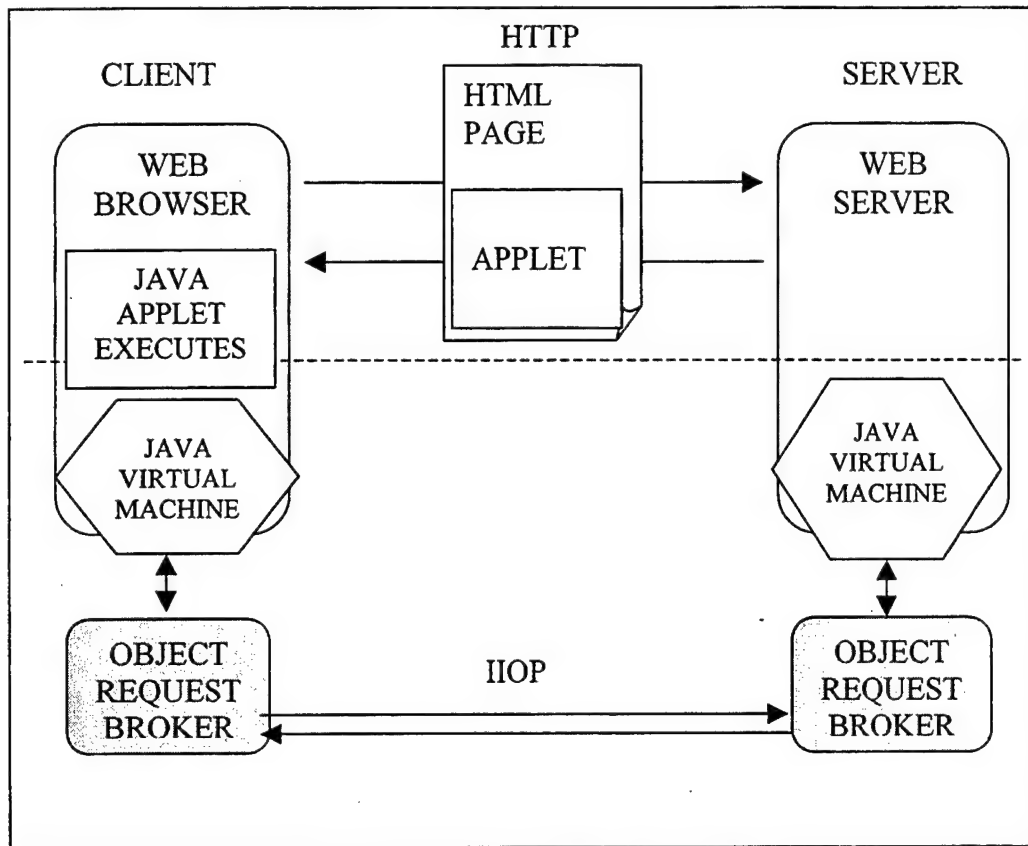 HTTP
CLIENT
SERVER
HTML
PAGE
WEB
BROWSER
WEB
SERVER
APPLET
JAVA
APPLET
EXECUTES
JAVA
VIRTUAL
MACHINE
JAVA
VIRTUAL
MACHINE
OBJECT
REQUEST
BROKER
IIOP
OBJECT
REQUEST
BROKER